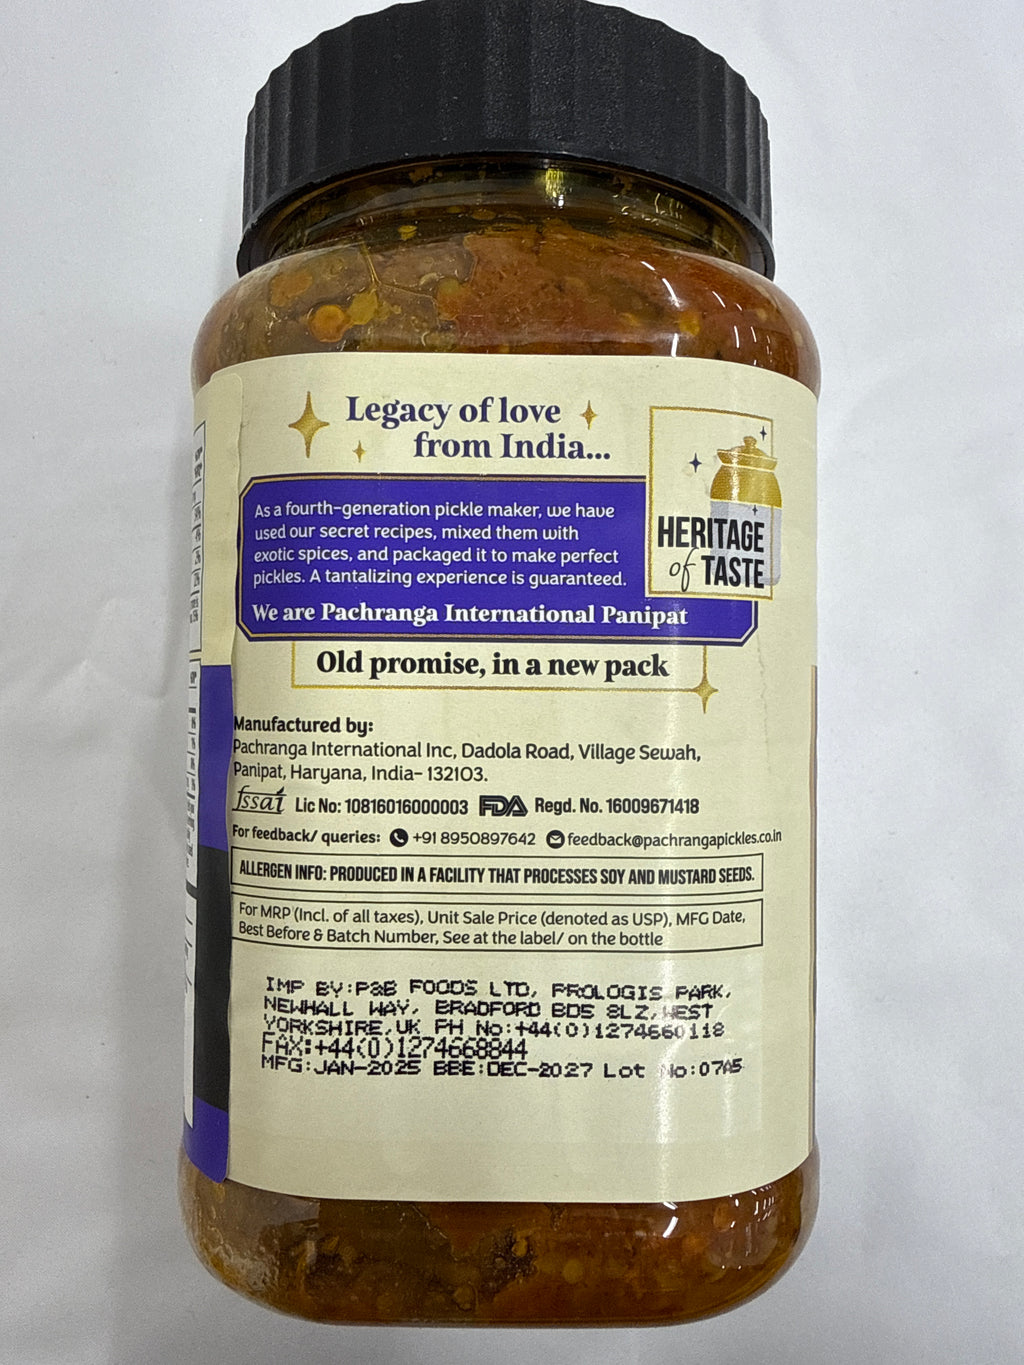 Legacy of love
from India...
As a fourth-generation pickle maker, we have
used our secret recipes, mixed them with
exotic spices, and packaged it to make perfect
pickles. A tantalizing experience is guaranteed.
We are Pachranga International Panipat
HERITAGE
of TASTE
Old promise, in a new pack
Manufactured by:
Pachranga International Inc, Dadola Road, Village Sewah,
Panipat, Haryana, India- 132103.
fssai Lic No: 10816016000003 FDA Regd. No. 16009671418
For feedback/ queries: +91 8950897642 feedback@pachrangapickles.co.in
ALLERGEN INFO: PRODUCED IN A FACILITY THAT PROCESSES SOY AND MUSTARD SEEDS.
For MRP (Incl. of all taxes), Unit Sale Price (denoted as USP), MFG Date,
Best Before & Batch Number, See at the label/ on the bottle
IMP BY:P&B FOODS LTD, PROLOGIS PARK,
NEWHALL WAY, BRADFORD BD5 8LZ,WEST
YORKSHIRE,UK PH No:+44(0)1274660118
FAX:+44(0)1274668844
MFG:JAN-2025 BBE:DEC-2027 Lot No:07A5